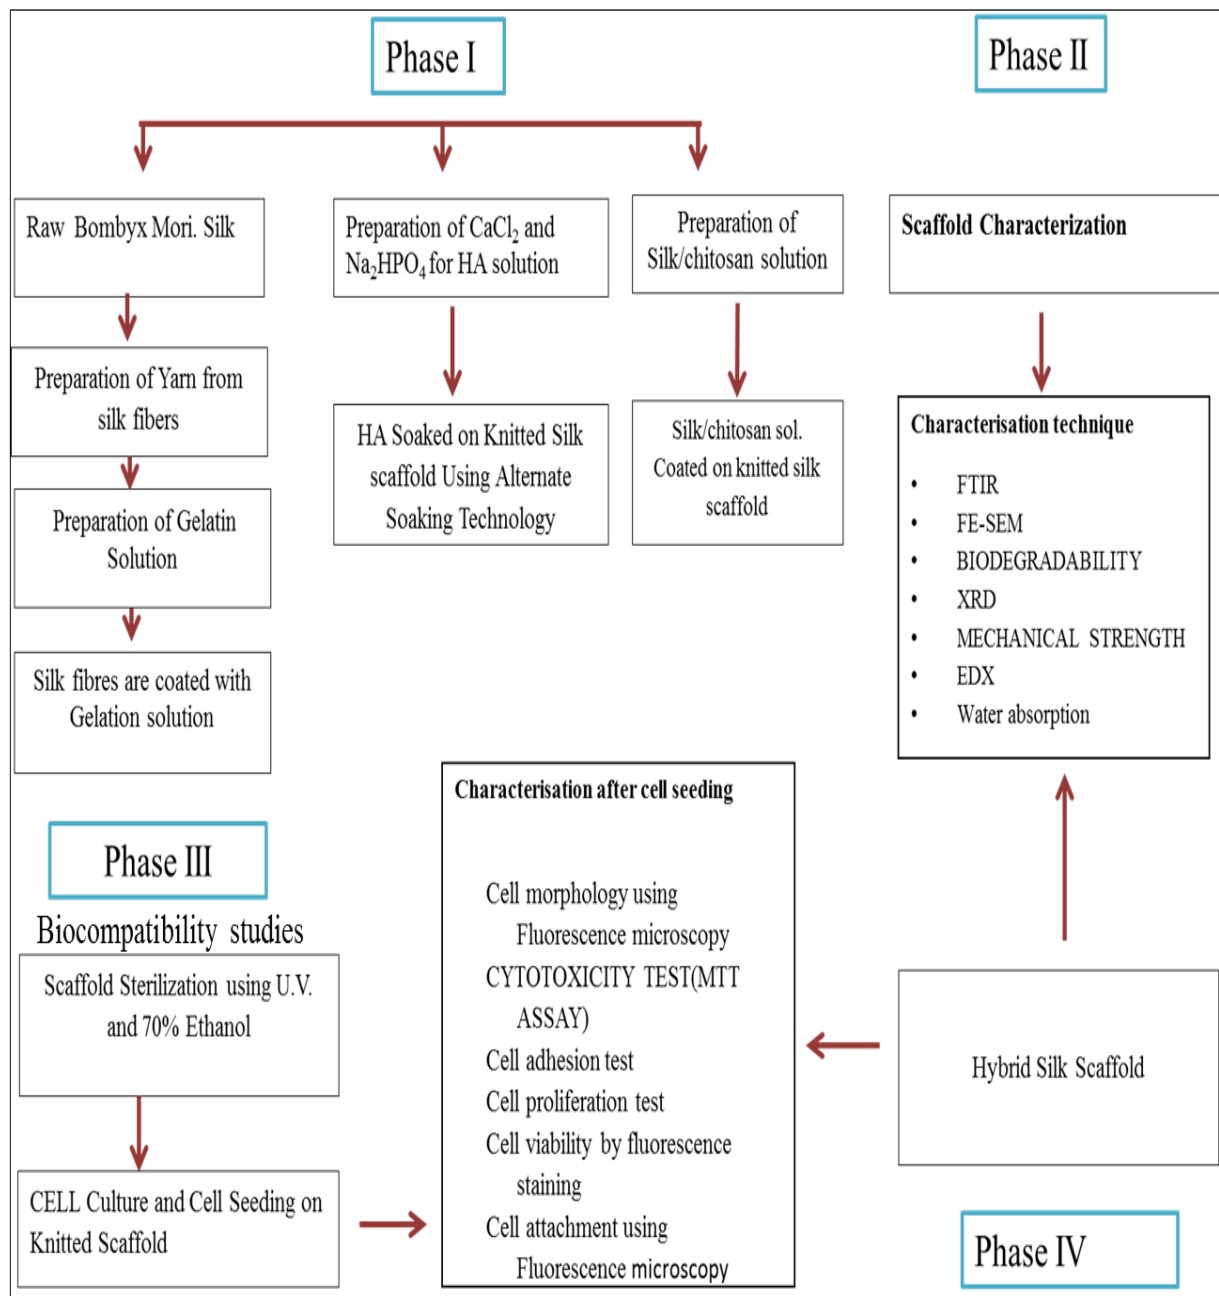 Phase I
Raw Bombyx Mori. Silk
Preparation of Yarn from
silk fibers
Preparation of Gelatin
Solution
Silk fibres are coated with
Gelation solution
Preparation of CaCl₂ and
Na₂HPO₄ for HA solution
HA Soaked on Knitted Silk
scaffold Using Alternate
Soaking Technology
Preparation of
Silk/chitosan solution
Silk/chitosan sol.
Coated on knitted silk
scaffold
Phase II
Scaffold Characterization
Characterisation technique
• FTIR
• FE-SEM
• BIODEGRADABILITY
• XRD
• MECHANICAL STRENGTH
• EDX
• Water absorption
Phase III
Biocompatibility studies
Scaffold Sterilization using U.V.
and 70% Ethanol
CELL Culture and Cell Seeding on
Knitted Scaffold
Characterisation after cell seeding
Cell morphology using
Fluorescence microscopy
CYTOTOXICITY TEST(MTT
ASSAY)
Cell adhesion test
Cell proliferation test
Cell viability by fluorescence
staining
Cell attachment using
Fluorescence microscopy
Hybrid Silk Scaffold
Phase IV